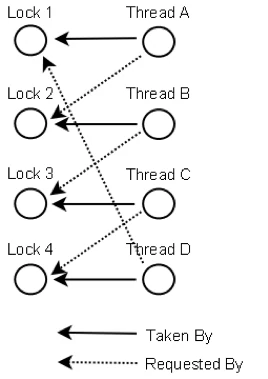 Lock 1 Thread A
Lock 2 Thread B
Lock 3 Thread C
Lock 4 Thread D
Taken By
Requested By